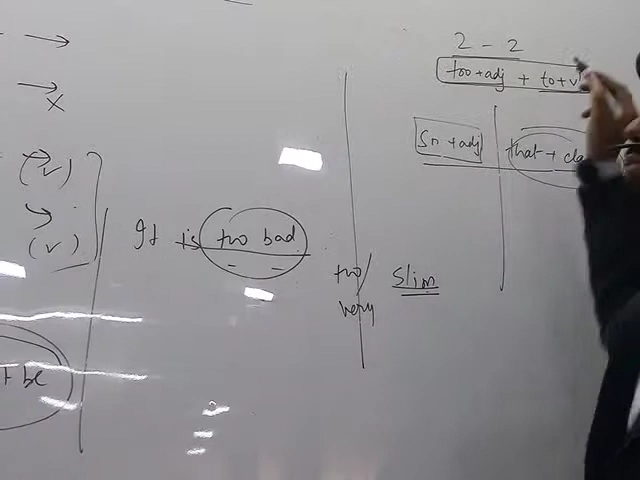 2 - 2
too+adj + to+v
So+adj
that+cla
→
→
x
(v)
(v)
It is too bad
too/
very
Slim
+ be